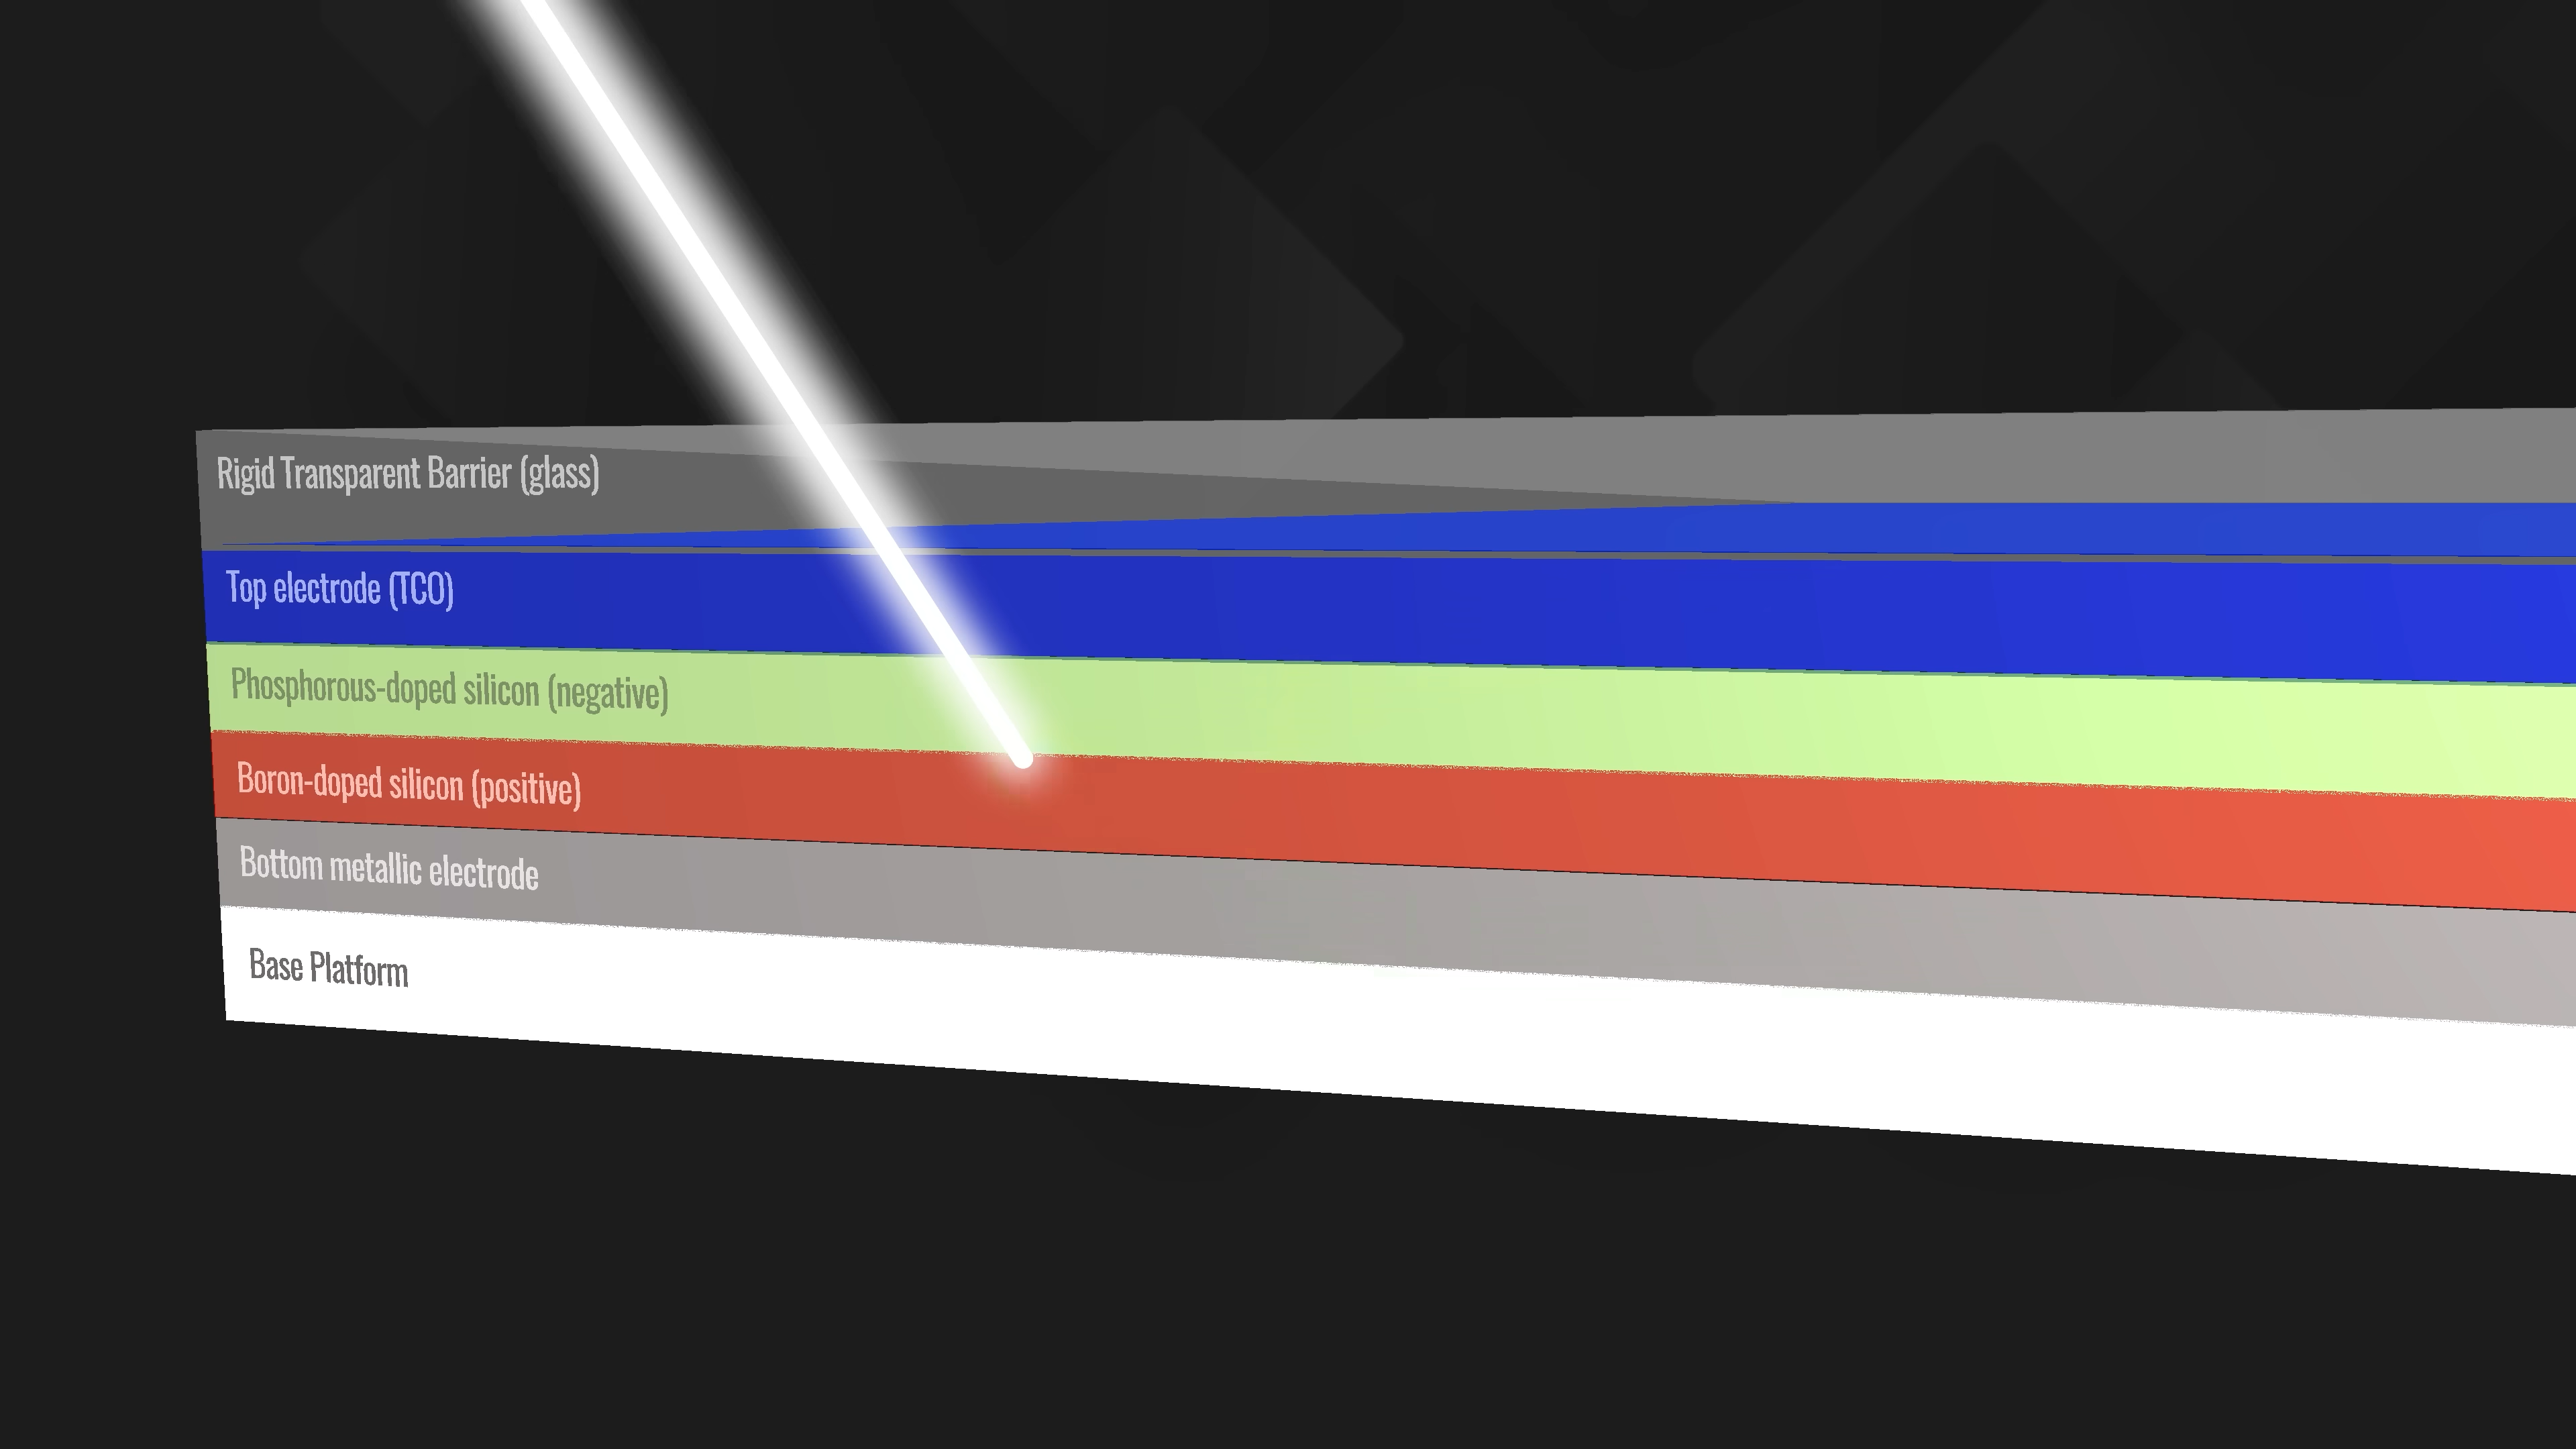 Rigid Transparent Barrier (glass)
Top electrode (TCO)
Phosphorous-doped silicon (negative)
Boron-doped silicon (positive)
Bottom metallic electrode
Base Platform